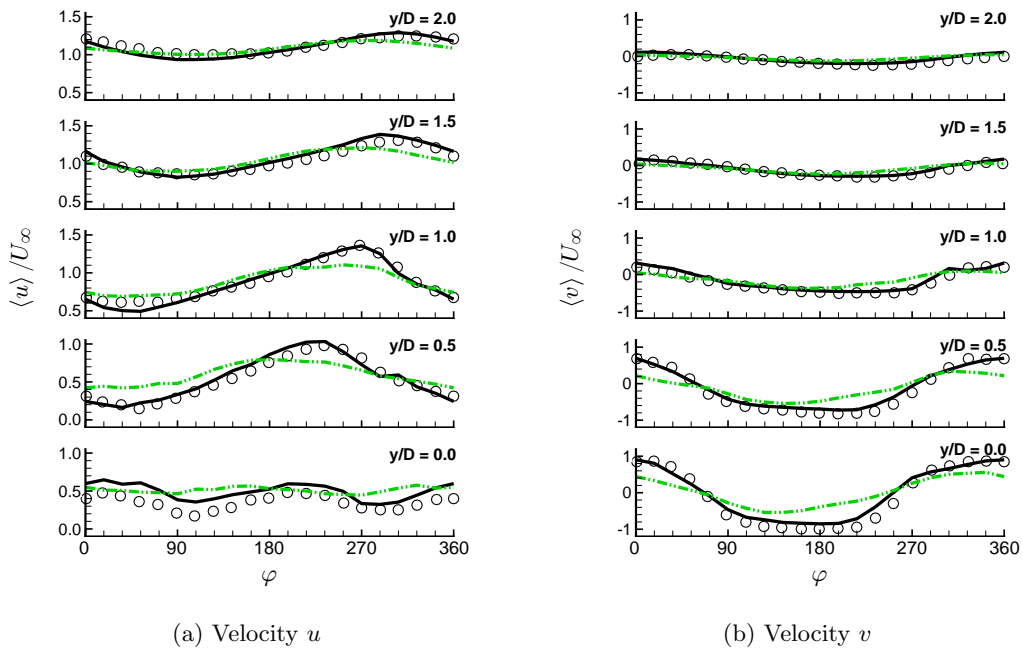 y/D = 2.0
1.5
1.0
0.5
y/D = 1.5
1.5
1.0
0.5
y/D = 1.0
1.5
1.0
0.5
y/D = 0.5
1.0
0.5
0.0
y/D = 0.0
1.0
0.5
0.0
0 90 180 270 360
⟨u⟩ /U∞
φ
(a) Velocity u
y/D = 2.0
1
0
-1
y/D = 1.5
1
0
-1
y/D = 1.0
1
0
-1
y/D = 0.5
1
0
-1
y/D = 0.0
1
0
-1
0 90 180 270 360
⟨v⟩ /U∞
φ
(b) Velocity v